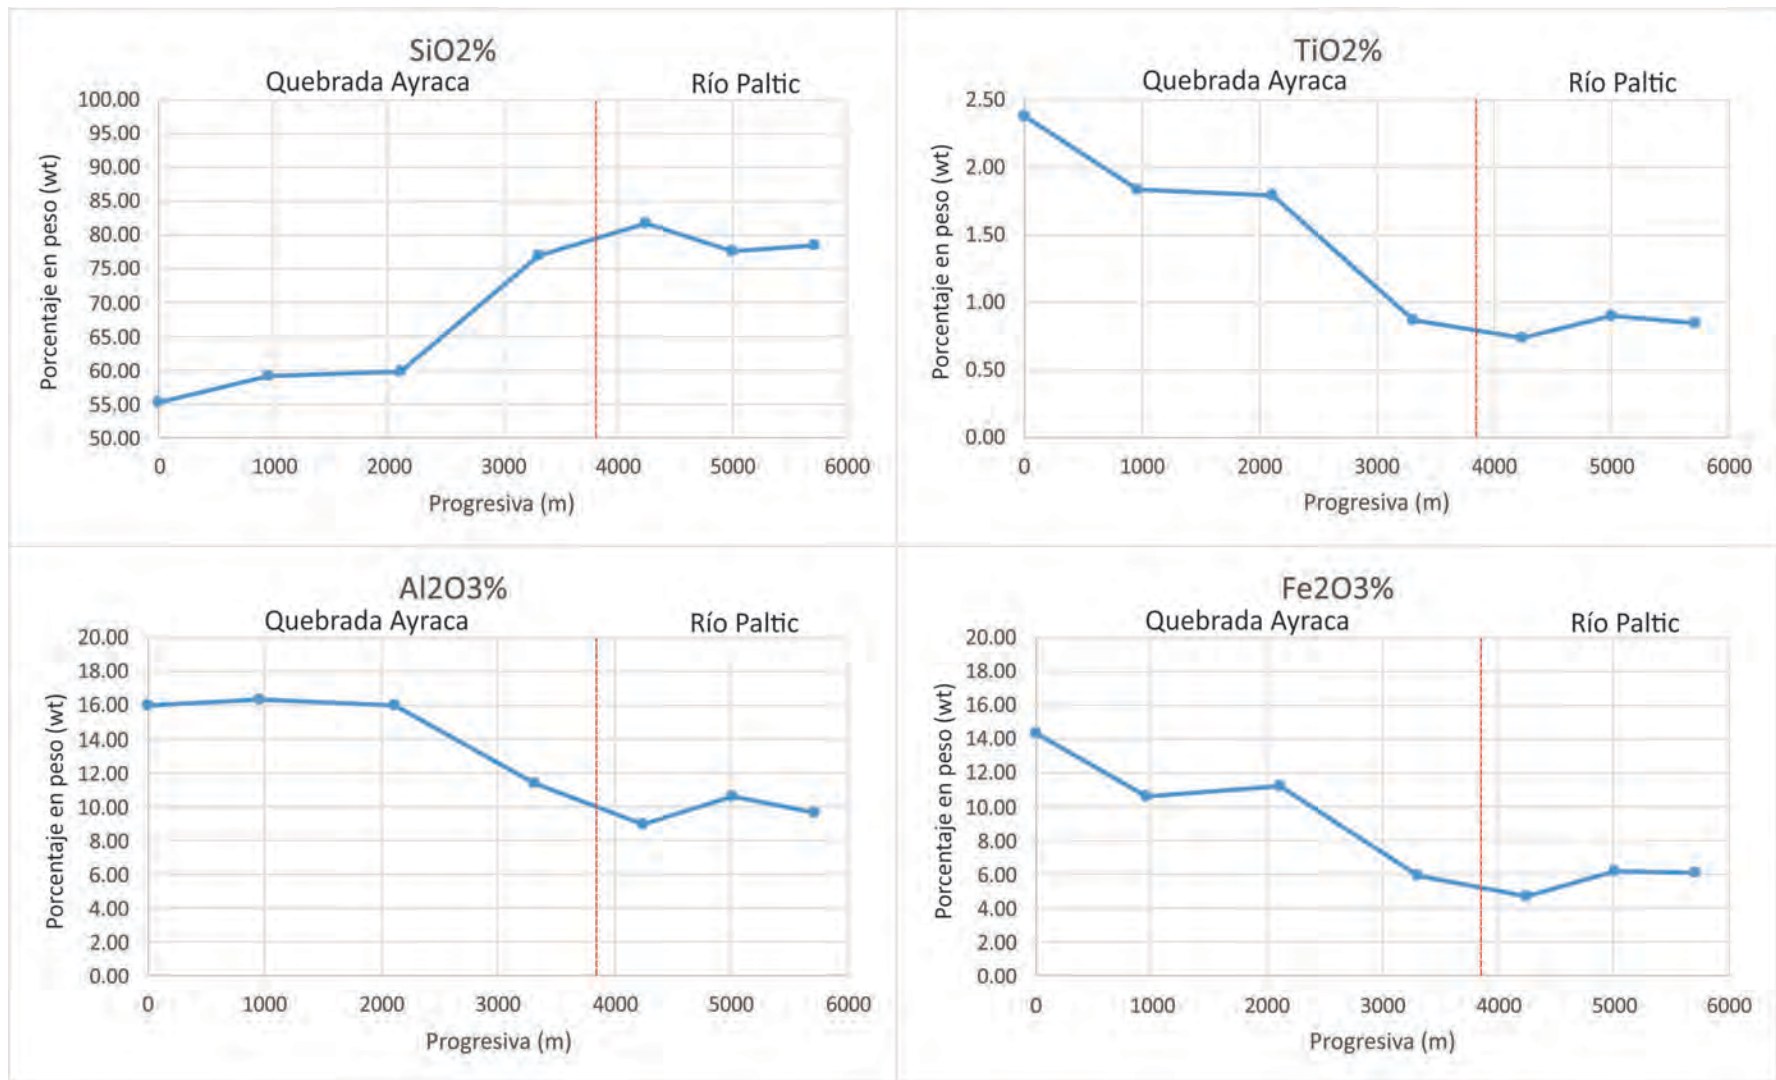 SiO2%
Quebrada Ayraca Río Paltic
100.00
95.00
90.00
85.00
80.00
75.00
70.00
65.00
60.00
55.00
50.00
Porcentaje en peso (wt)
0 1000 2000 3000 4000 5000 6000
Progresiva (m)
TiO2%
Quebrada Ayraca Río Paltic
2.50
2.00
1.50
1.00
0.50
0.00
Porcentaje en peso (wt)
0 1000 2000 3000 4000 5000 6000
Progresiva (m)
Al2O3%
Quebrada Ayraca Río Paltic
20.00
18.00
16.00
14.00
12.00
10.00
8.00
6.00
4.00
2.00
0.00
Porcentaje en peso (wt)
0 1000 2000 3000 4000 5000 6000
Progresiva (m)
Fe2O3%
Quebrada Ayraca Río Paltic
20.00
18.00
16.00
14.00
12.00
10.00
8.00
6.00
4.00
2.00
0.00
Porcentaje en peso (wt)
0 1000 2000 3000 4000 5000 6000
Progresiva (m)